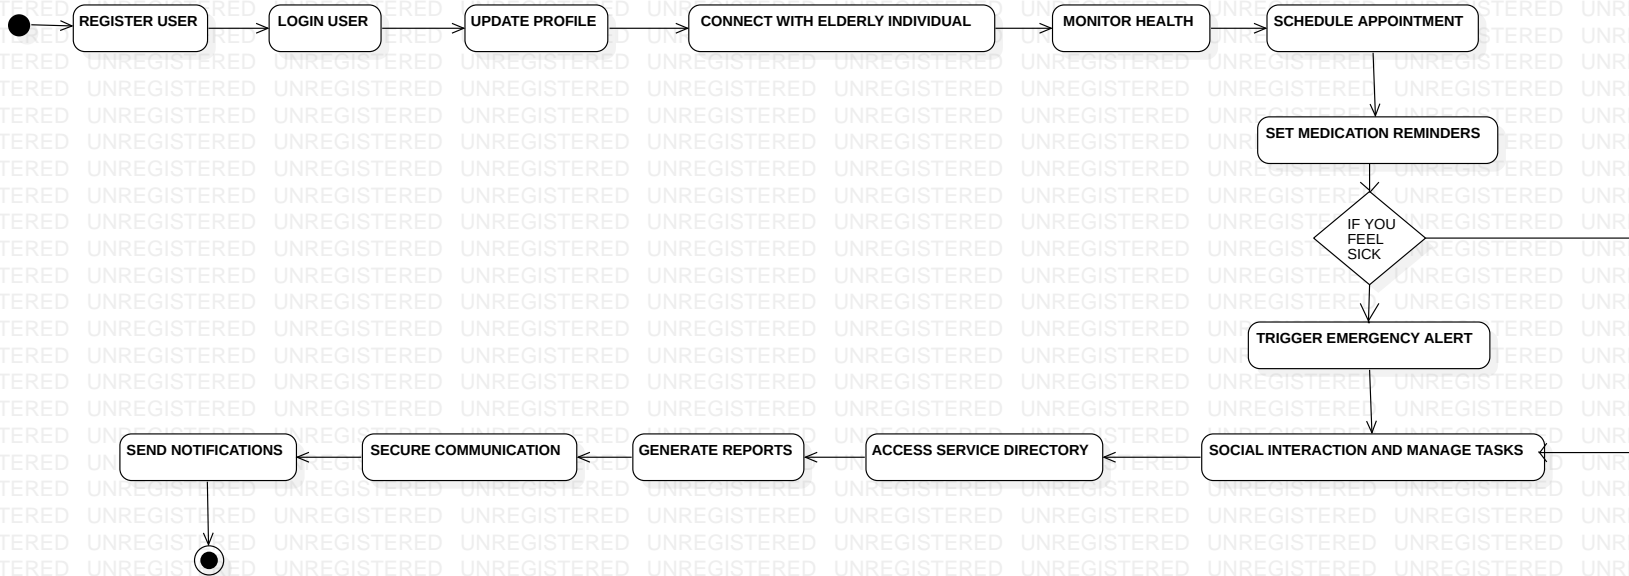 REGISTER USER
LOGIN USER
UPDATE PROFILE
CONNECT WITH ELDERLY INDIVIDUAL
MONITOR HEALTH
SCHEDULE APPOINTMENT
SET MEDICATION REMINDERS
IF YOU
FEEL
SICK
TRIGGER EMERGENCY ALERT
SEND NOTIFICATIONS
SECURE COMMUNICATION
GENERATE REPORTS
ACCESS SERVICE DIRECTORY
SOCIAL INTERACTION AND MANAGE TASKS
UNREGISTERED